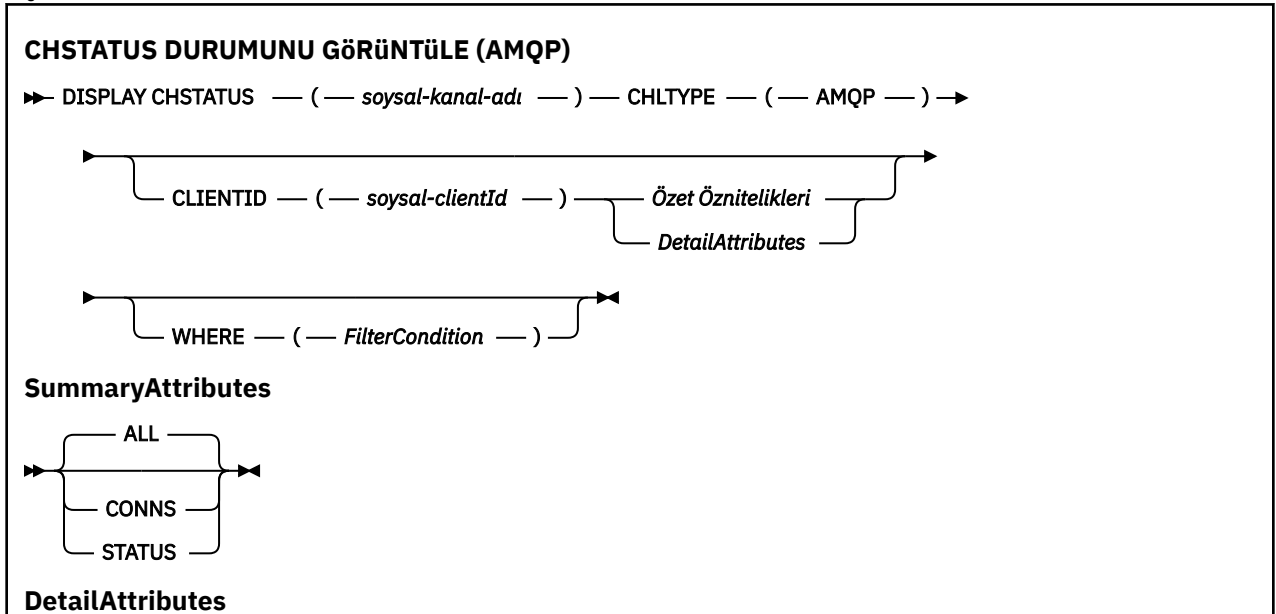 CHSTATUS DURUMUNU GöRüNTüLE (AMQP)
DISPLAY CHSTATUS ( soysal-kanal-adı ) CHLTYPE ( AMQP )
CLIENTID ( soysal-clientId ) Özet Öznitelikleri
DetailAttributes
WHERE ( FilterCondition )
SummaryAttributes
ALL
CONNS
STATUS
DetailAttributes